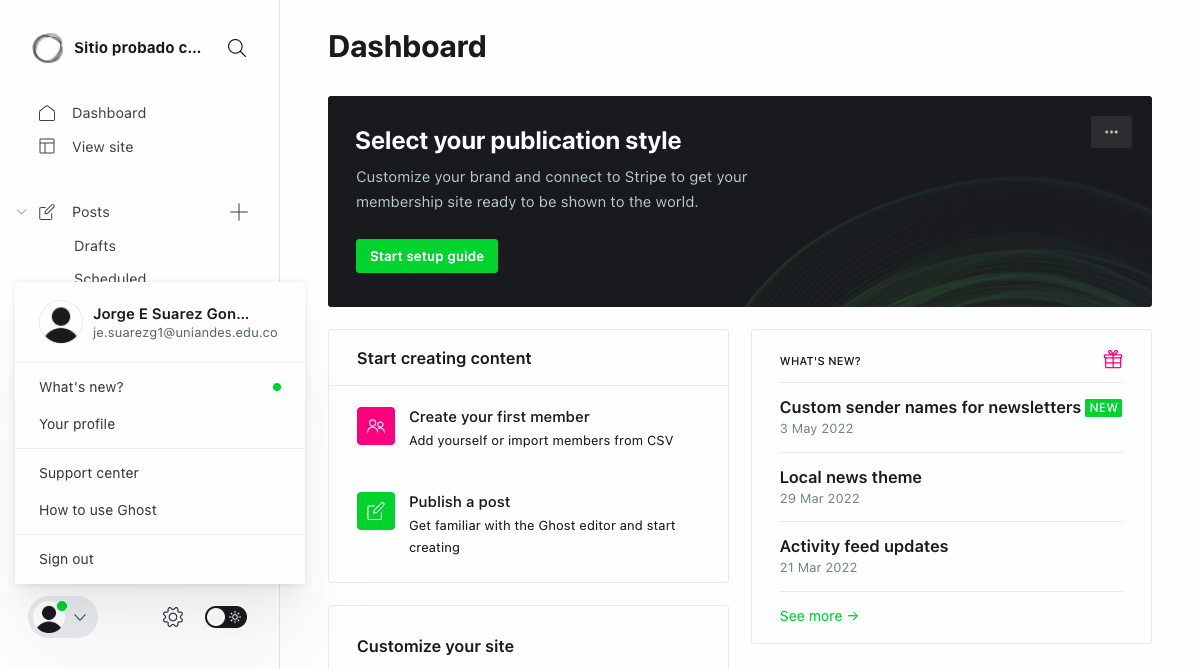 Sitio probado c...
Dashboard
View site
Posts
Drafts
Scheduled
Jorge E Suarez Gon...
je.suarezg1@uniandes.edu.co
What's new?
Your profile
Support center
How to use Ghost
Sign out
Dashboard
Select your publication style
Customize your brand and connect to Stripe to get your
membership site ready to be shown to the world.
Start setup guide
Start creating content
Create your first member
Add yourself or import members from CSV
Publish a post
Get familiar with the Ghost editor and start
creating
Customize your site
WHAT'S NEW?
Custom sender names for newsletters NEW
3 May 2022
Local news theme
29 Mar 2022
Activity feed updates
21 Mar 2022
See more →